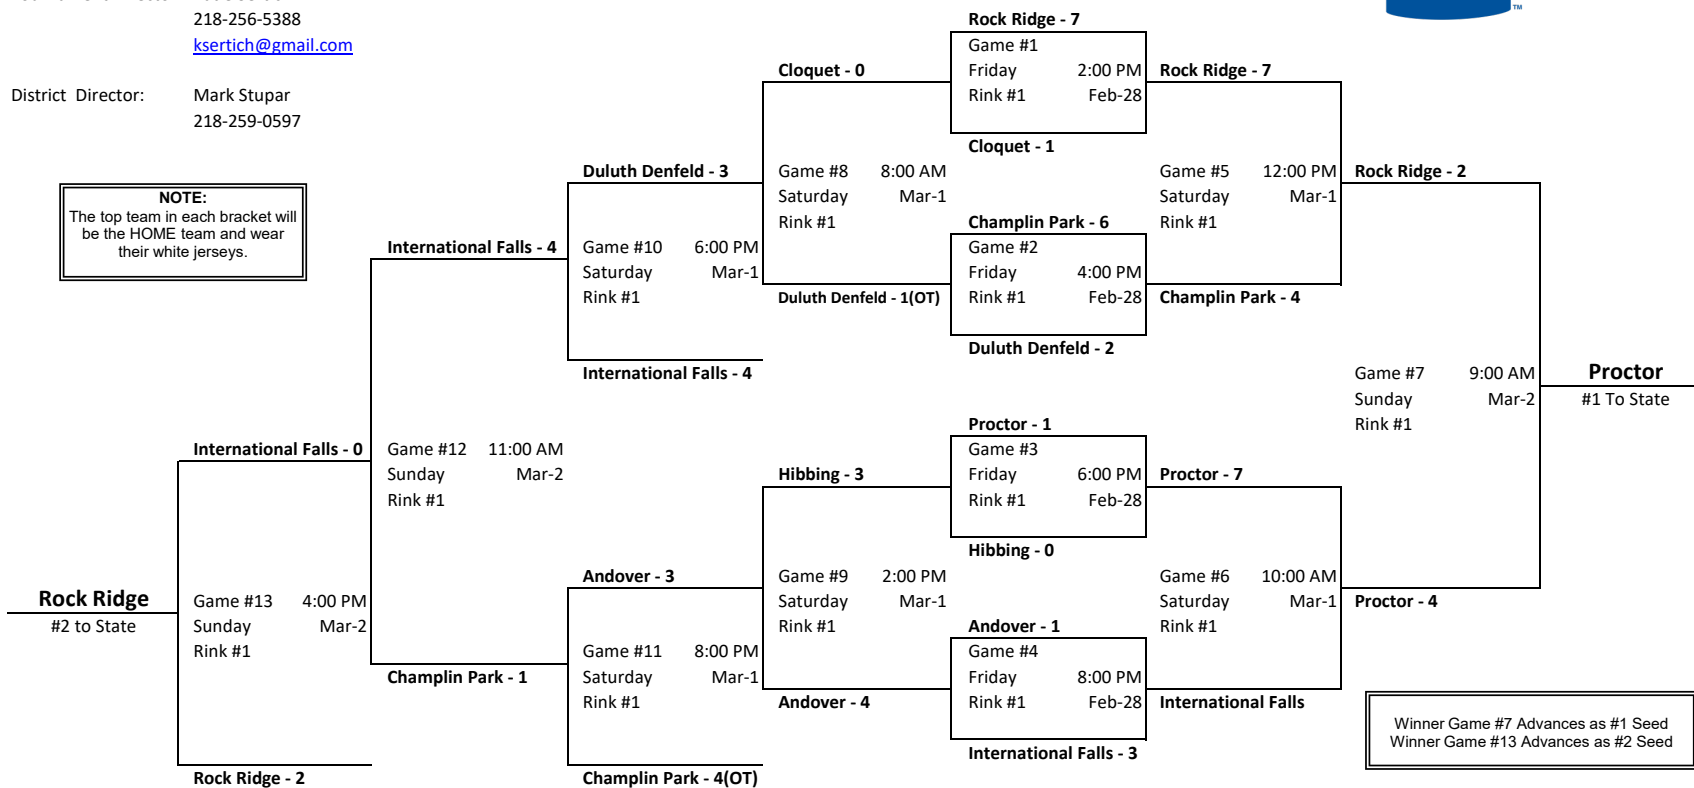 218-256-5388
ksertich@gmail.com
District Director: Mark Stupar
218-259-0597
TM
NOTE:
The top team in each bracket will
be the HOME team and wear
their white jerseys.
Rock Ridge - 7
Game #1
Friday 2:00 PM
Rink #1 Feb-28
Cloquet - 1
Champlin Park - 6
Game #2
Friday 4:00 PM
Rink #1 Feb-28
Duluth Denfeld - 2
Proctor - 1
Game #3
Friday 6:00 PM
Rink #1 Feb-28
Hibbing - 0
Andover - 1
Game #4
Friday 8:00 PM
Rink #1 Feb-28
International Falls - 3
Rock Ridge - 7
Game #5 12:00 PM
Saturday Mar-1
Rink #1
Champlin Park - 4
Proctor - 7
Game #6 10:00 AM
Saturday Mar-1
Rink #1
International Falls
Rock Ridge - 2
Game #7 9:00 AM
Sunday Mar-2
Rink #1
Proctor - 4
Proctor
#1 To State
Cloquet - 0
Game #8 8:00 AM
Saturday Mar-1
Rink #1
Duluth Denfeld - 1(OT)
Hibbing - 3
Game #9 2:00 PM
Saturday Mar-1
Rink #1
Andover - 4
Duluth Denfeld - 3
Game #10 6:00 PM
Saturday Mar-1
Rink #1
International Falls - 4
Andover - 3
Game #11 8:00 PM
Saturday Mar-1
Rink #1
Champlin Park - 4(OT)
International Falls - 4
Game #12 11:00 AM
Sunday Mar-2
Rink #1
Champlin Park - 1
International Falls - 0
Game #13 4:00 PM
Sunday Mar-2
Rink #1
Rock Ridge - 2
Rock Ridge
#2 to State
Winner Game #7 Advances as #1 Seed
Winner Game #13 Advances as #2 Seed